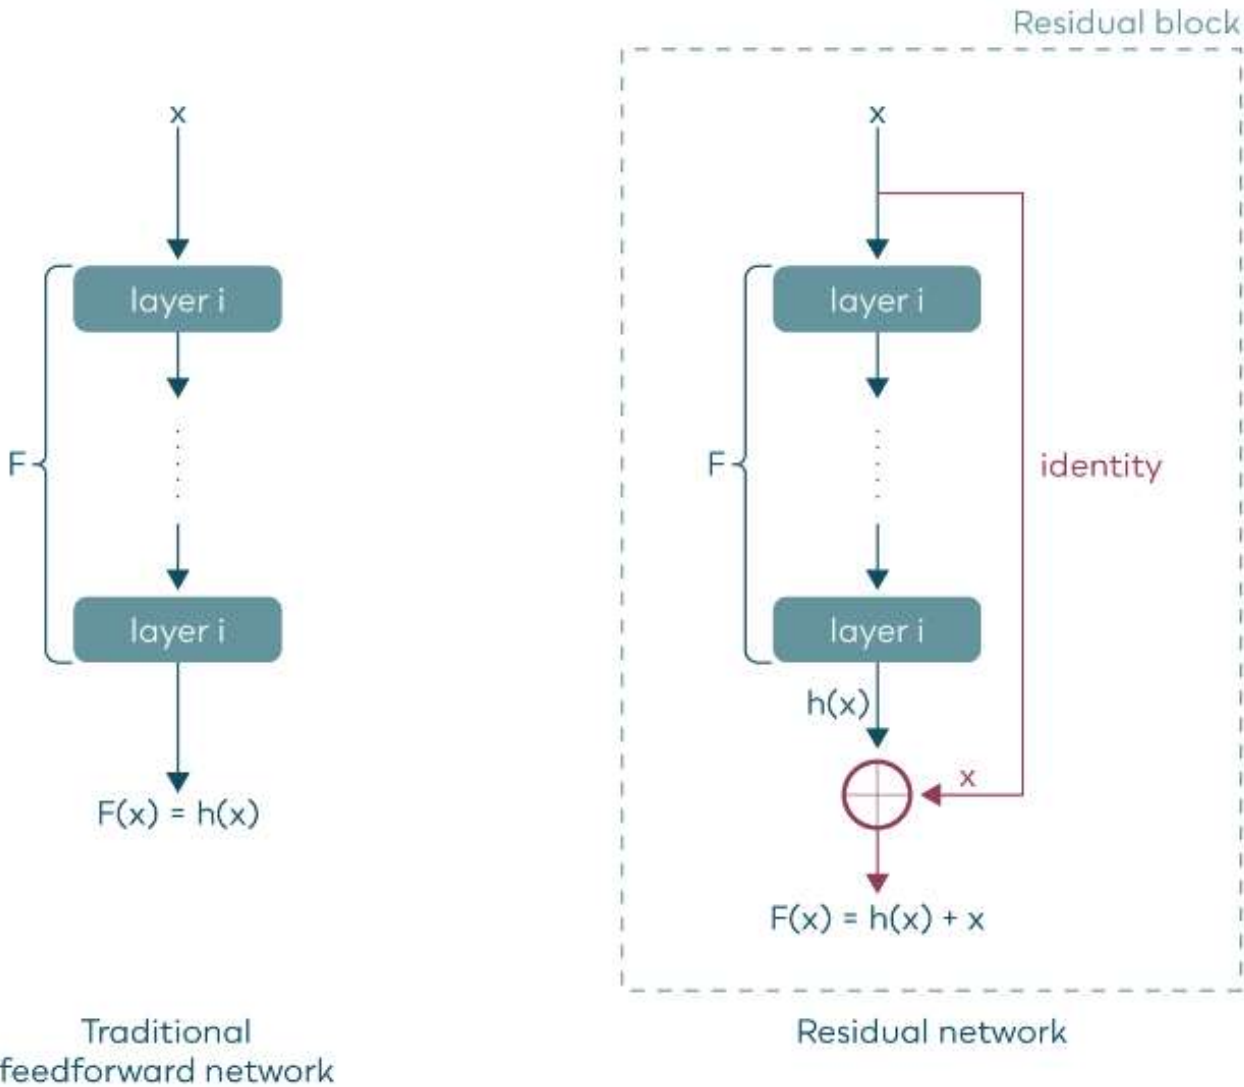 Residual block
x
layer i
F
layer i
F(x) = h(x)
Traditional
feedforward network
x
layer i
F
identity
layer i
h(x)
x
F(x) = h(x) + x
Residual network